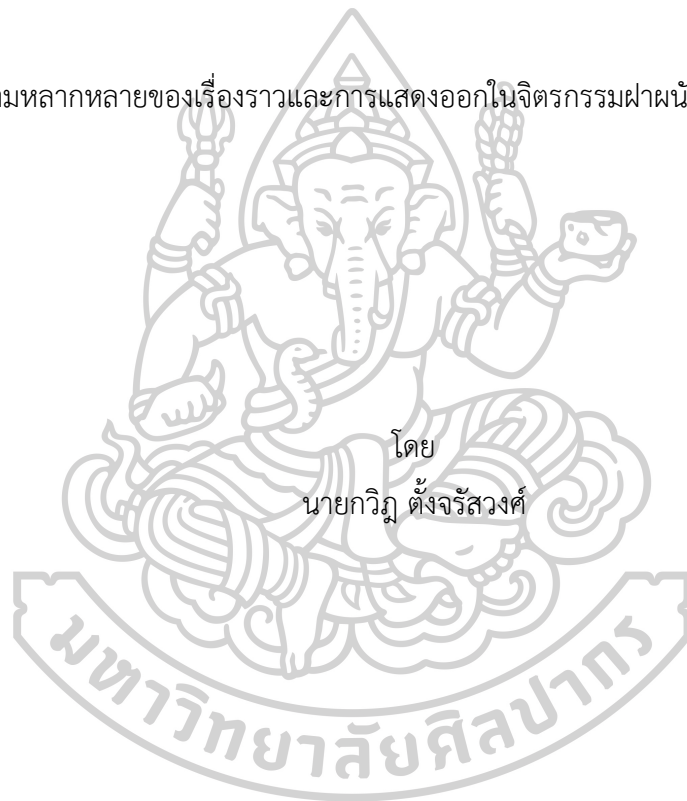 มหลากหลายของเรื่องราวและการแสดงออกในจิตรกรรมฝาผนั
โดย
นายกวิฎ ตั้งจรัสวงศ์
มหาวิทยาลัยศิลปากร